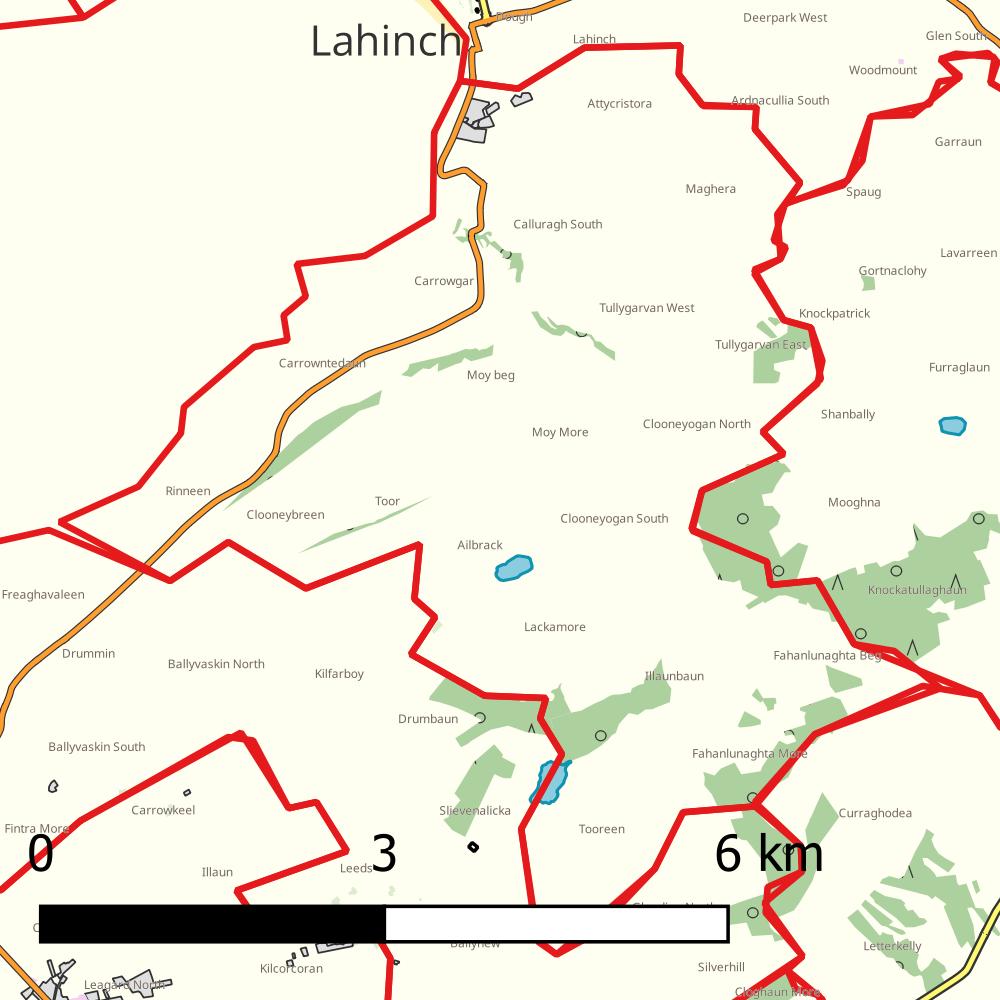 Dough
Deerpark West
Lahinch
Lahinch
Glen South
Woodmount
Attycristora
Ardnacullia South
Garraun
Maghera
Spaug
Calluragh South
Lavarreen
Gortnaclohy
Carrowgar
Tullygarvan West
Knockpatrick
Tullygarvan East
Carrowntedaun
Furraglaun
Moy beg
Shanbally
Clooneyogan North
Moy More
Rinneen
Toor
Mooghna
Clooneybreen
Clooneyogan South
Ailbrack
Freaghavaleen
Knockatullaghaun
Lackamore
Drummin
Fahanlunaghta Beg
Ballyvaskin North
Kilfarboy
Illaunbaun
Drumbaun
Ballyvaskin South
Fahanlunaghta More
Carrowkeel
Slievenalicka
Curraghodea
Fintra More
Tooreen
0 3 6 km
Illaun
Leeds
Letterkelly
Kilcorcoran
Silverhill
Leagard North
Cloghaun More